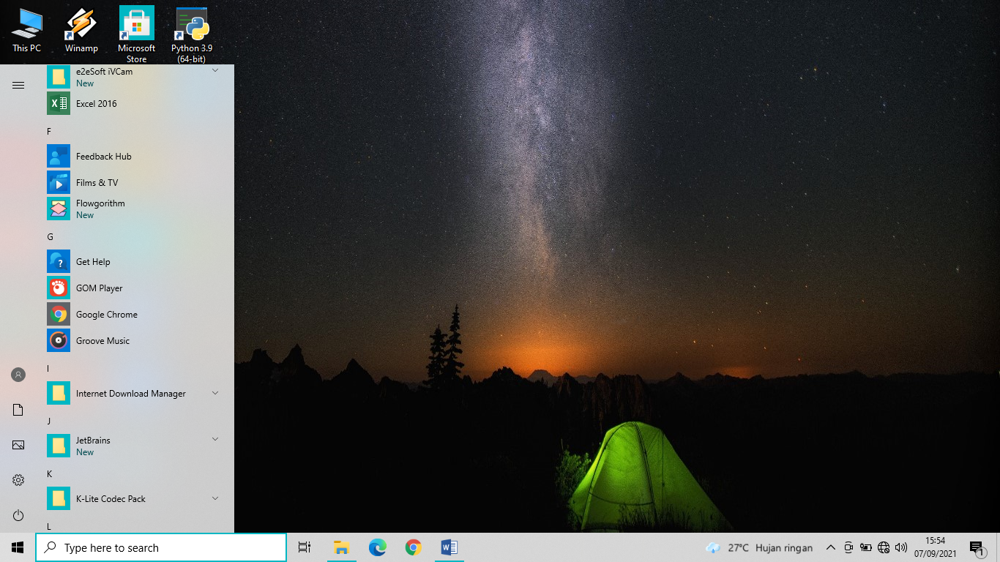 This PC
Winamp
Microsoft
Store
Python 3.9
(64-bit)
e2eSoft iVCam
New
Excel 2016
F
Feedback Hub
Films & TV
Flowgorithm
New
G
Get Help
GOM Player
Google Chrome
Groove Music
I
Internet Download Manager
J
JetBrains
New
K
K-Lite Codec Pack
L
Type here to search
27°C Hujan ringan
15:54
07/09/2021
1